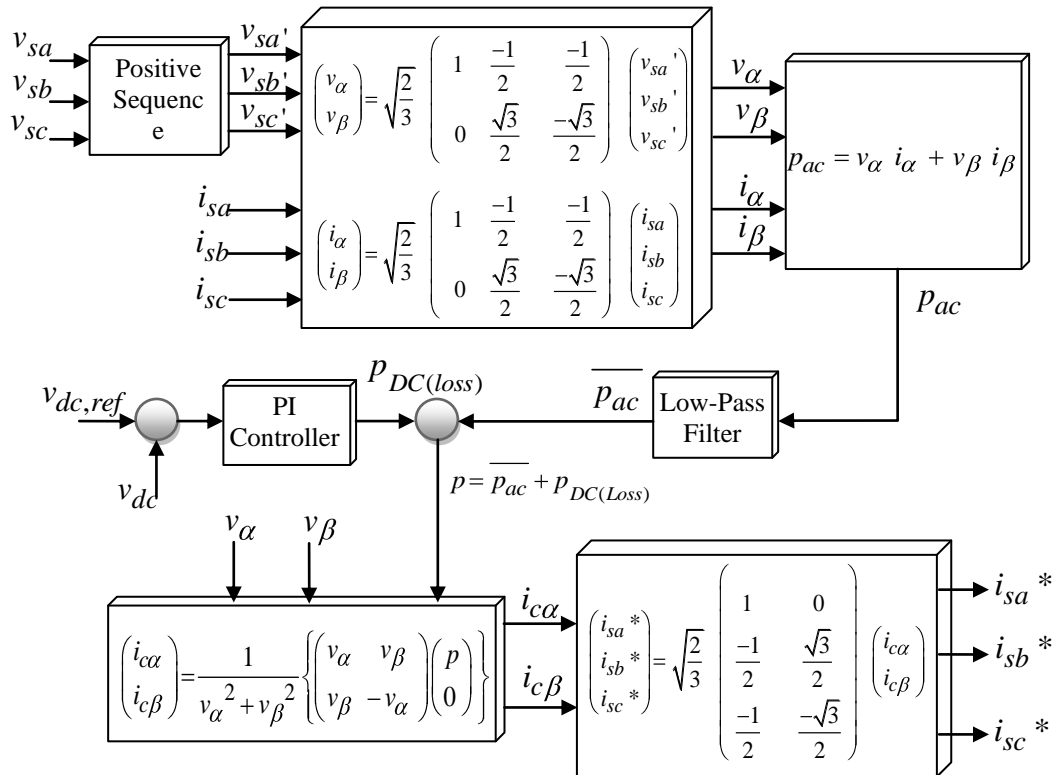 v_sa
v_sb
v_sc
Positive
Sequenc
e
v_sa'
v_sb'
v_sc'
(v_α; v_β) = √(2/3) (1 -1/2 -1/2; 0 √3/2 -√3/2) (v_sa'; v_sb'; v_sc')
i_sa
i_sb
i_sc
(i_α; i_β) = √(2/3) (1 -1/2 -1/2; 0 √3/2 -√3/2) (i_sa; i_sb; i_sc)
v_α
v_β
i_α
i_β
p_ac = v_α i_α + v_β i_β
p_ac
v_dc,ref
v_dc
PI
Controller
p_DC(loss)
p̅_a̅c̅
Low-Pass
Filter
p = p̅_a̅c̅ + p_DC(Loss)
v_α
v_β
(i_cα; i_cβ) = 1/(v_α² + v_β²) {(v_α v_β; v_β -v_α) (p; 0)}
i_cα
i_cβ
(i_sa*; i_sb*; i_sc*) = √(2/3) (1 0; -1/2 √3/2; -1/2 -√3/2) (i_cα; i_cβ)
i_sa*
i_sb*
i_sc*